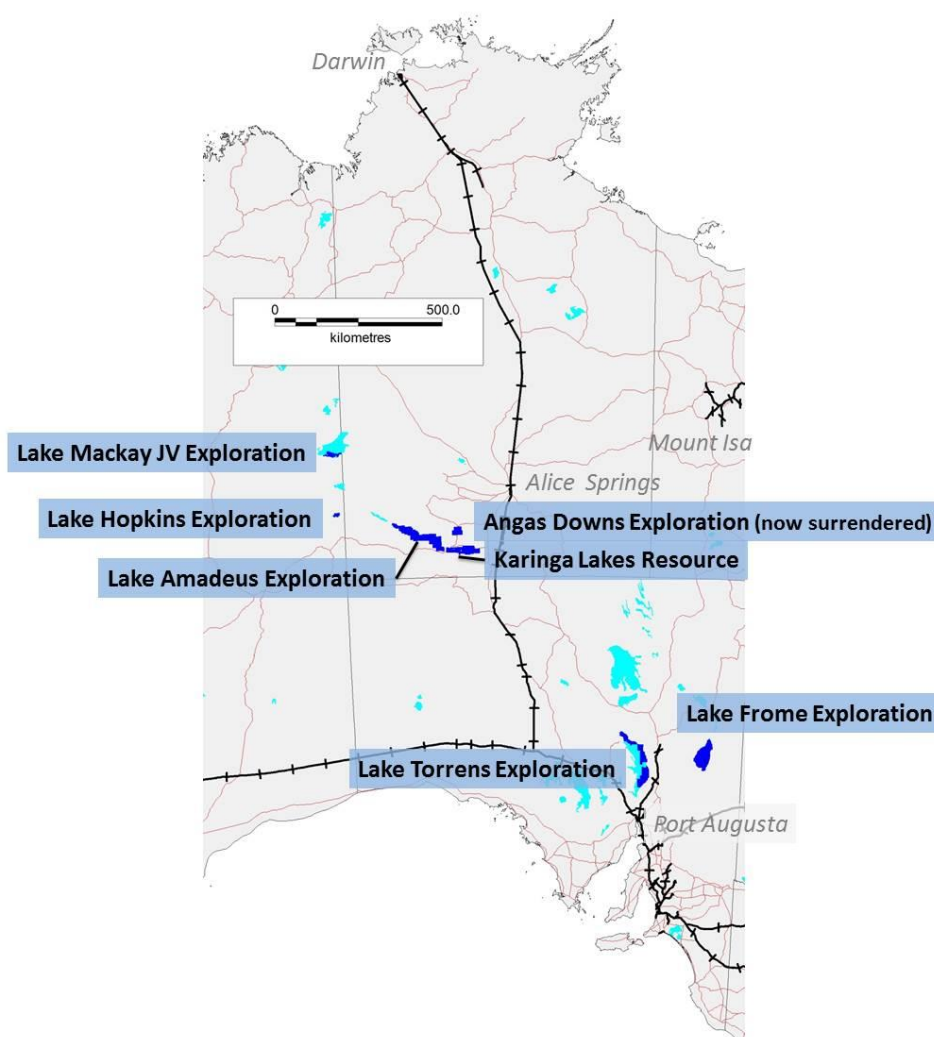 Darwin
0 500.0
kilometres
Mount Isa
Lake Mackay JV Exploration
Alice Springs
Lake Hopkins Exploration
Angas Downs Exploration (now surrendered)
Karinga Lakes Resource
Lake Amadeus Exploration
Lake Frome Exploration
Lake Torrens Exploration
Port Augusta